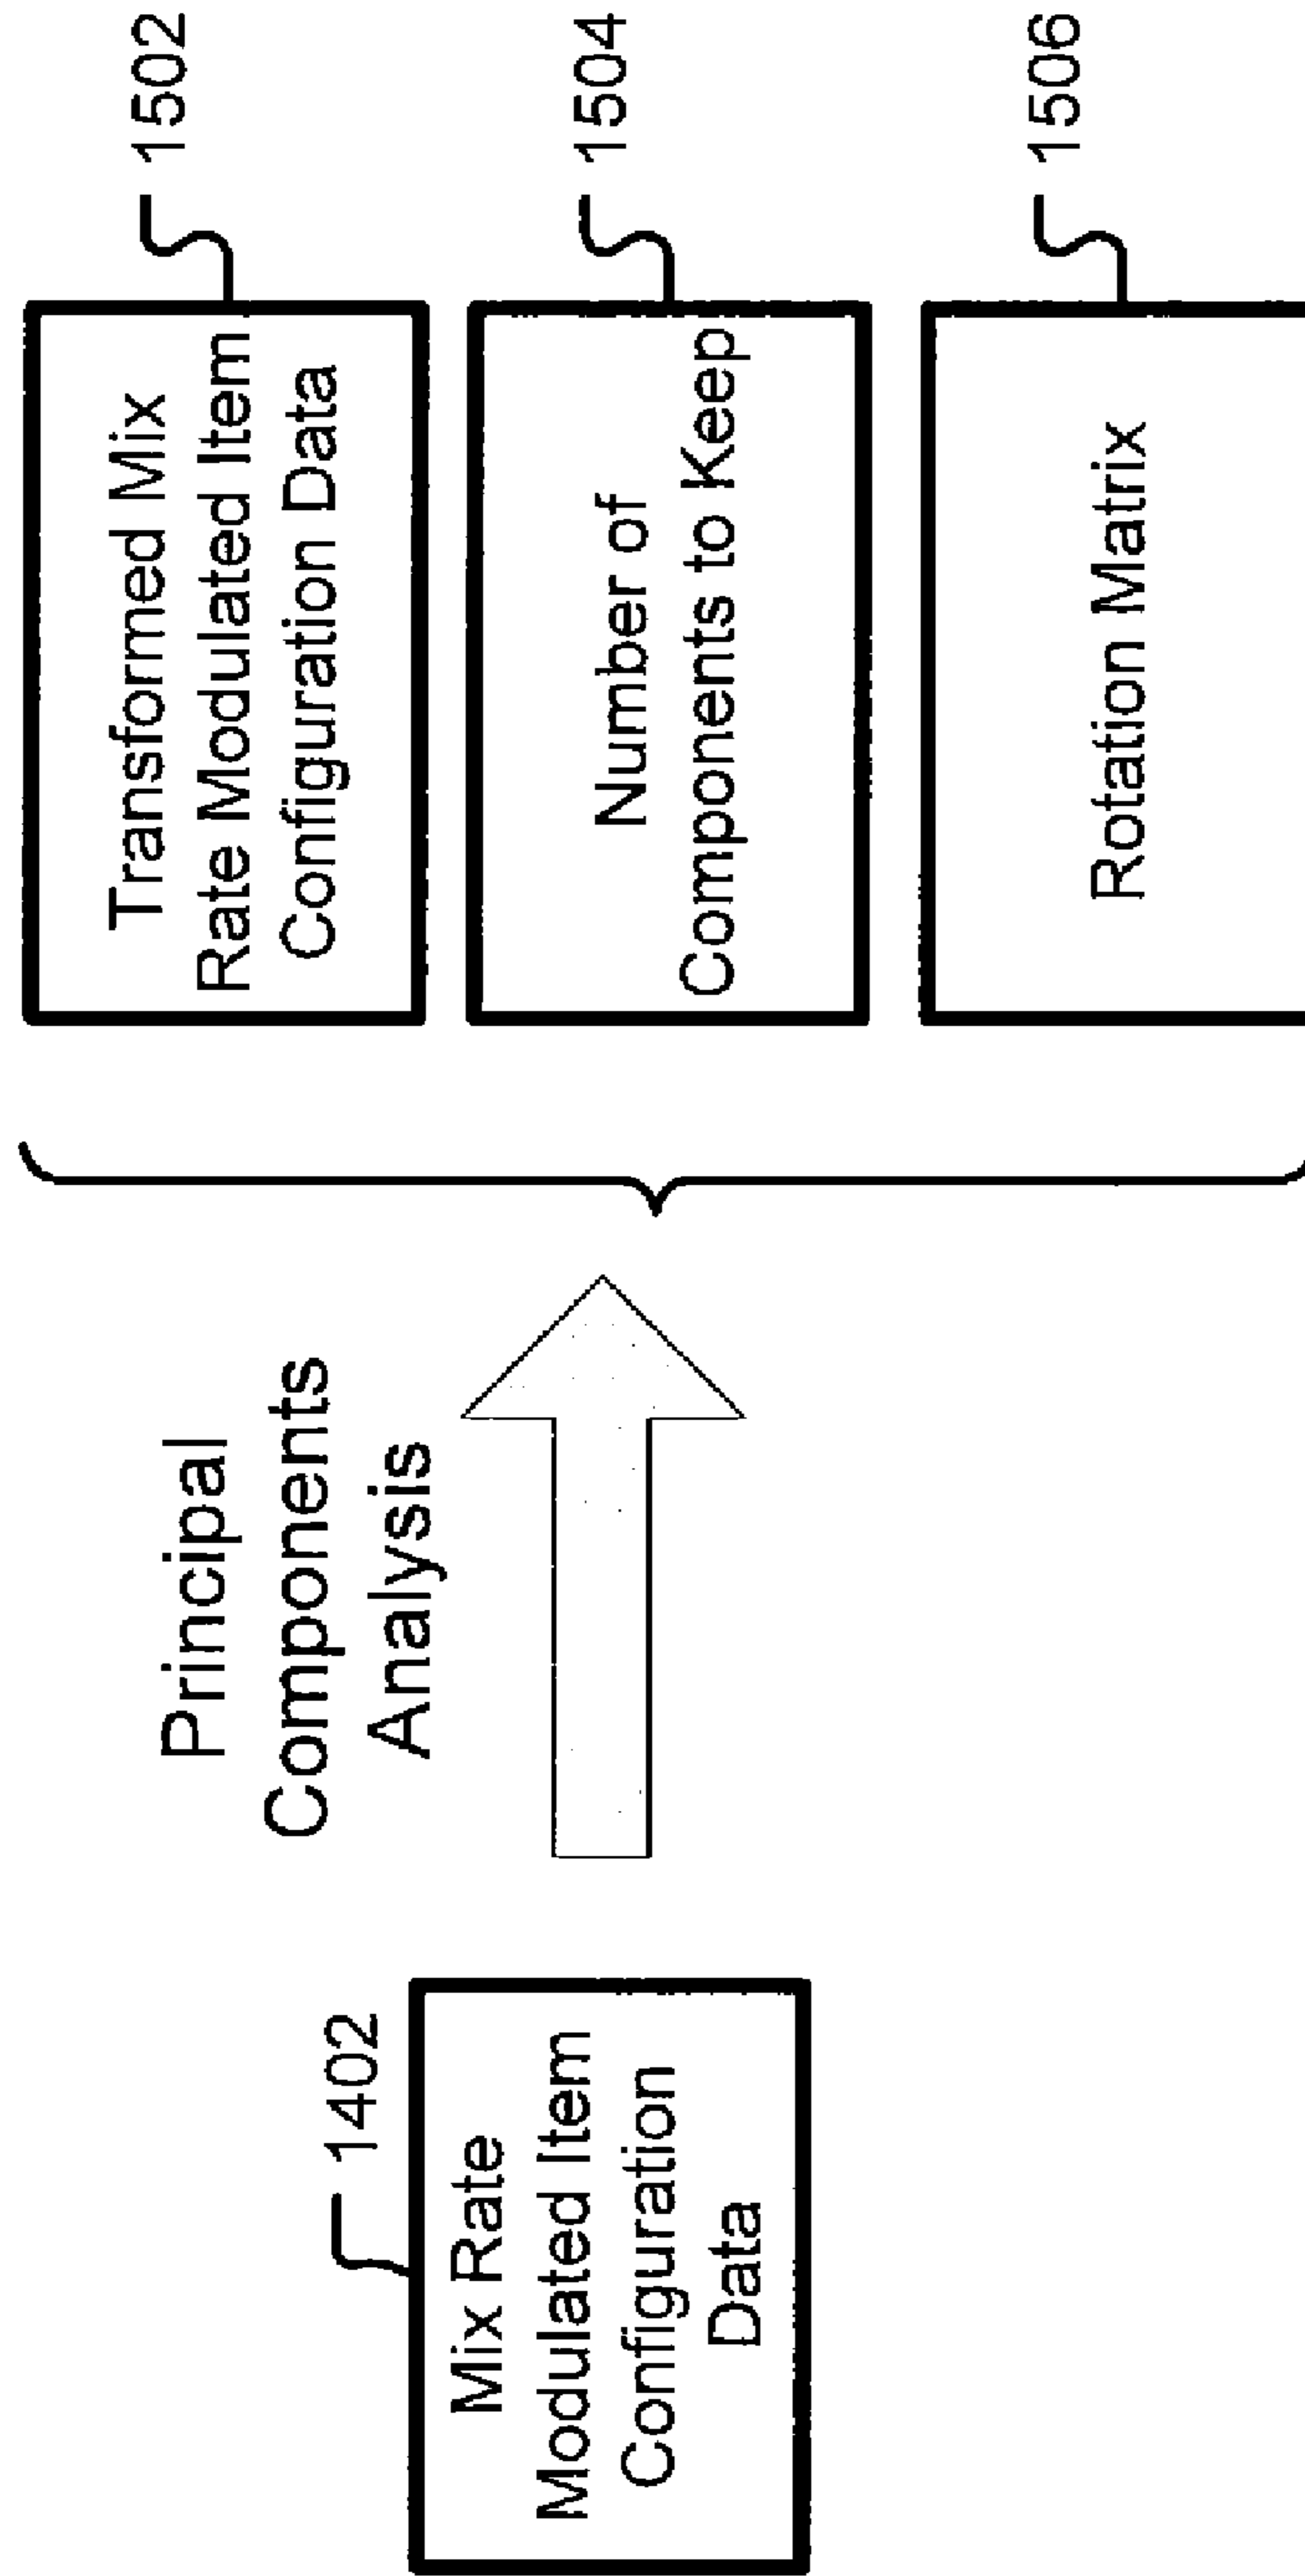 1402
Mix Rate
Modulated Item
Configuration
Data
Principal
Components
Analysis
Transformed Mix
Rate Modulated Item
Configuration Data
1502
Number of
Components to Keep
1504
Rotation Matrix
1506